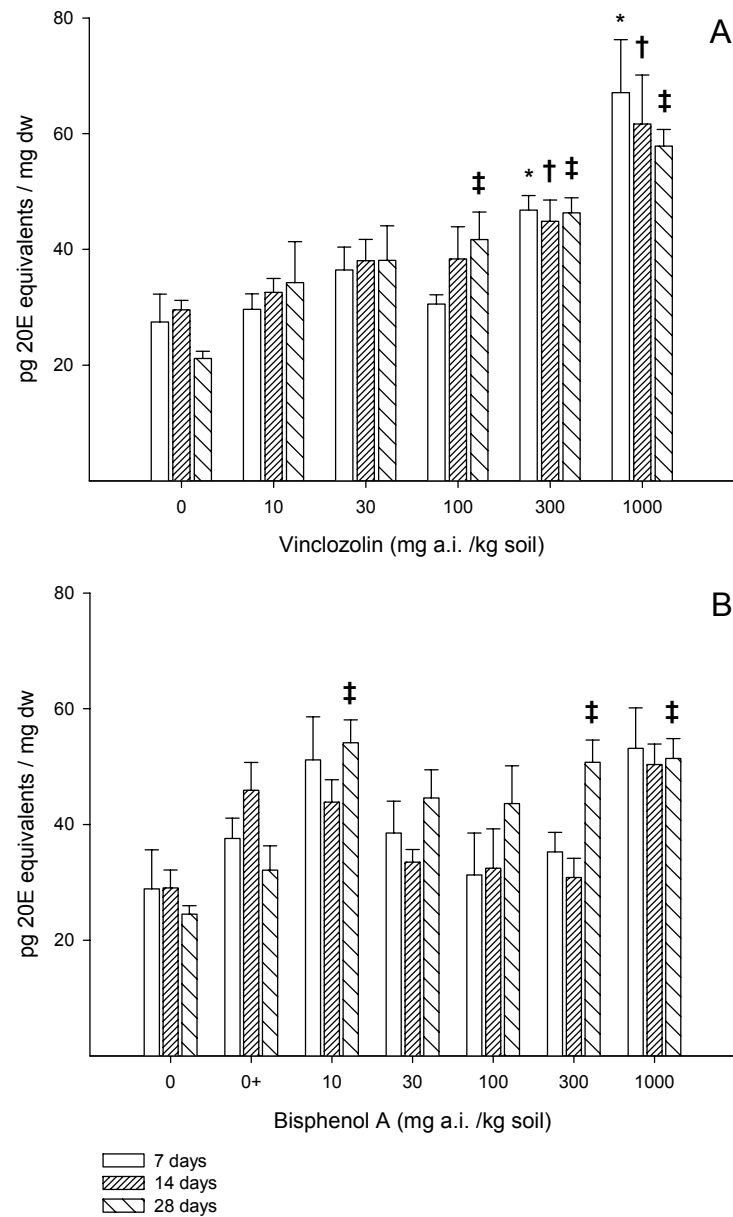 A
80
*
†
‡
60
‡
* † ‡
40
20
pg 20E equivalents / mg dw
0 10 30 100 300 1000
Vinclozolin (mg a.i. /kg soil)
B
80
60
‡ ‡ ‡
40
20
pg 20E equivalents / mg dw
0 0+ 10 30 100 300 1000
Bisphenol A (mg a.i. /kg soil)
7 days
14 days
28 days